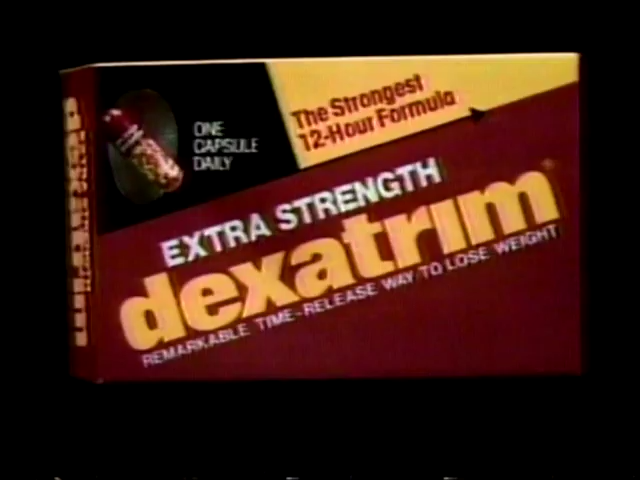 ONE
CAPSULE
DAILY
The Strongest
12-Hour Formula
EXTRA STRENGTH
dexatrim®
REMARKABLE TIME-RELEASE WAY TO LOSE WEIGHT
dexatrim